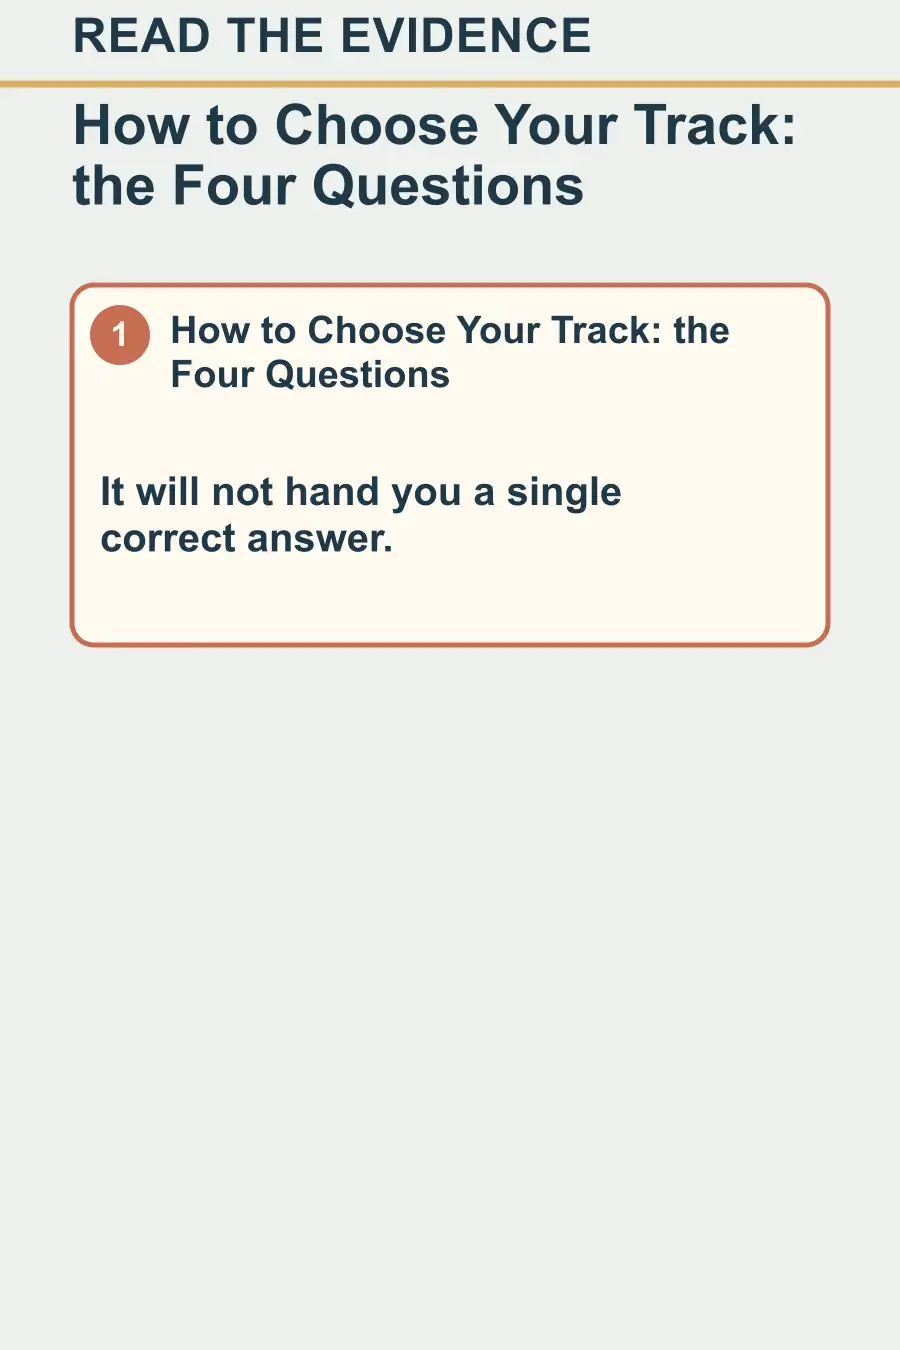 READ THE EVIDENCE
How to Choose Your Track:
the Four Questions
1
How to Choose Your Track: the
Four Questions
It will not hand you a single
correct answer.